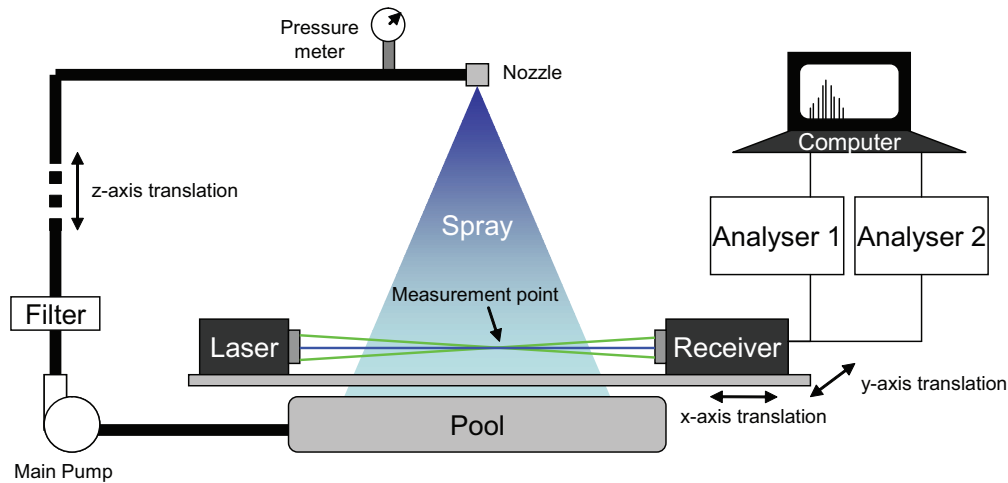 Pressure
meter
Nozzle
Computer
z-axis translation
Spray
Analyser 1
Analyser 2
Measurement point
Filter
Laser
Receiver
y-axis translation
x-axis translation
Pool
Main Pump